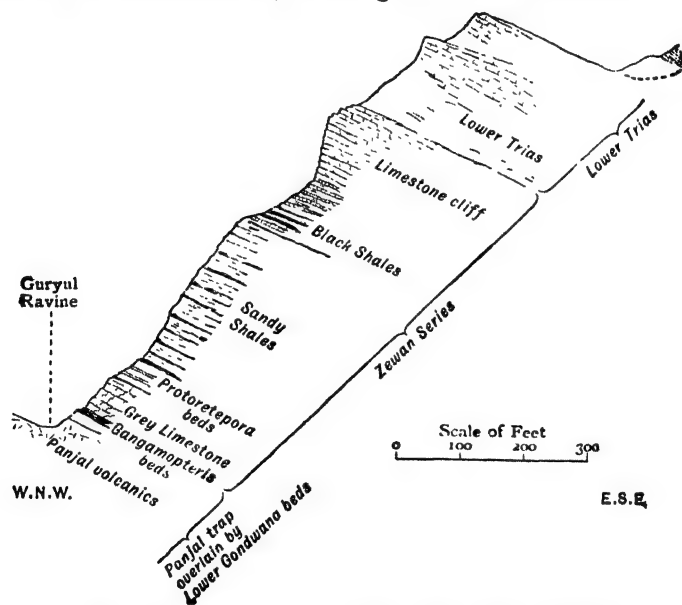 Lower Trias
Lower Trias
Limestone cliff
Black Shales
Guryul
Ravine
Sandy
Shales
Zewan Series
Protoretepora
beds
Grey Limestone
Gangamopteris
beds
Panjal volcanics
Scale of Feet
0 100 200 300
W.N.W.
E.S.E.
Panjal trap
overlain by
Lower Gondwana beds